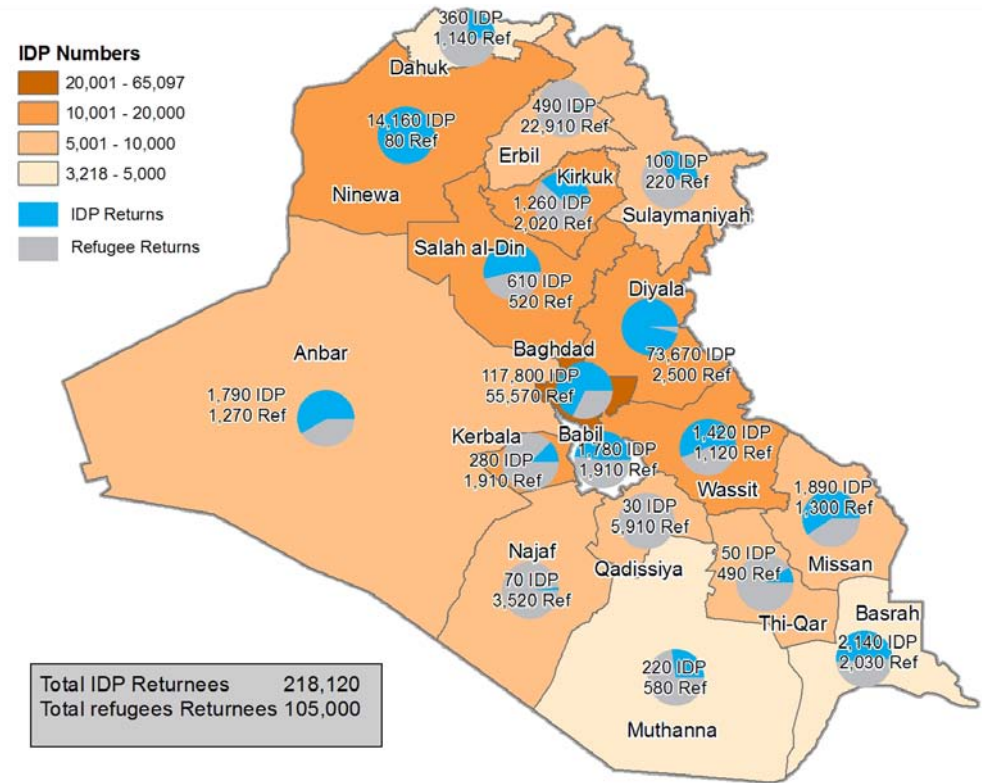 IDP Numbers
20,001 - 65,097
10,001 - 20,000
5,001 - 10,000
3,218 - 5,000
IDP Returns
Refugee Returns
360 IDP
1,140 Ref
Dahuk
14,160 IDP
80 Ref
Ninewa
490 IDP
22,910 Ref
Erbil
Kirkuk
1,260 IDP
2,020 Ref
100 IDP
220 Ref
Sulaymaniyah
Salah al-Din
610 IDP
520 Ref
Diyala
73,670 IDP
2,500 Ref
Anbar
1,790 IDP
1,270 Ref
Baghdad
117,800 IDP
55,570 Ref
Kerbala
280 IDP
1,910 Ref
Babil
1,780 IDP
1,910 Ref
1,420 IDP
1,120 Ref
Wassit
1,890 IDP
1,300 Ref
Missan
30 IDP
5,910 Ref
Qadissiya
Najaf
70 IDP
3,520 Ref
50 IDP
490 Ref
Thi-Qar
Basrah
2,140 IDP
2,030 Ref
220 IDP
580 Ref
Muthanna
Total IDP Returnees 218,120
Total refugees Returnees 105,000